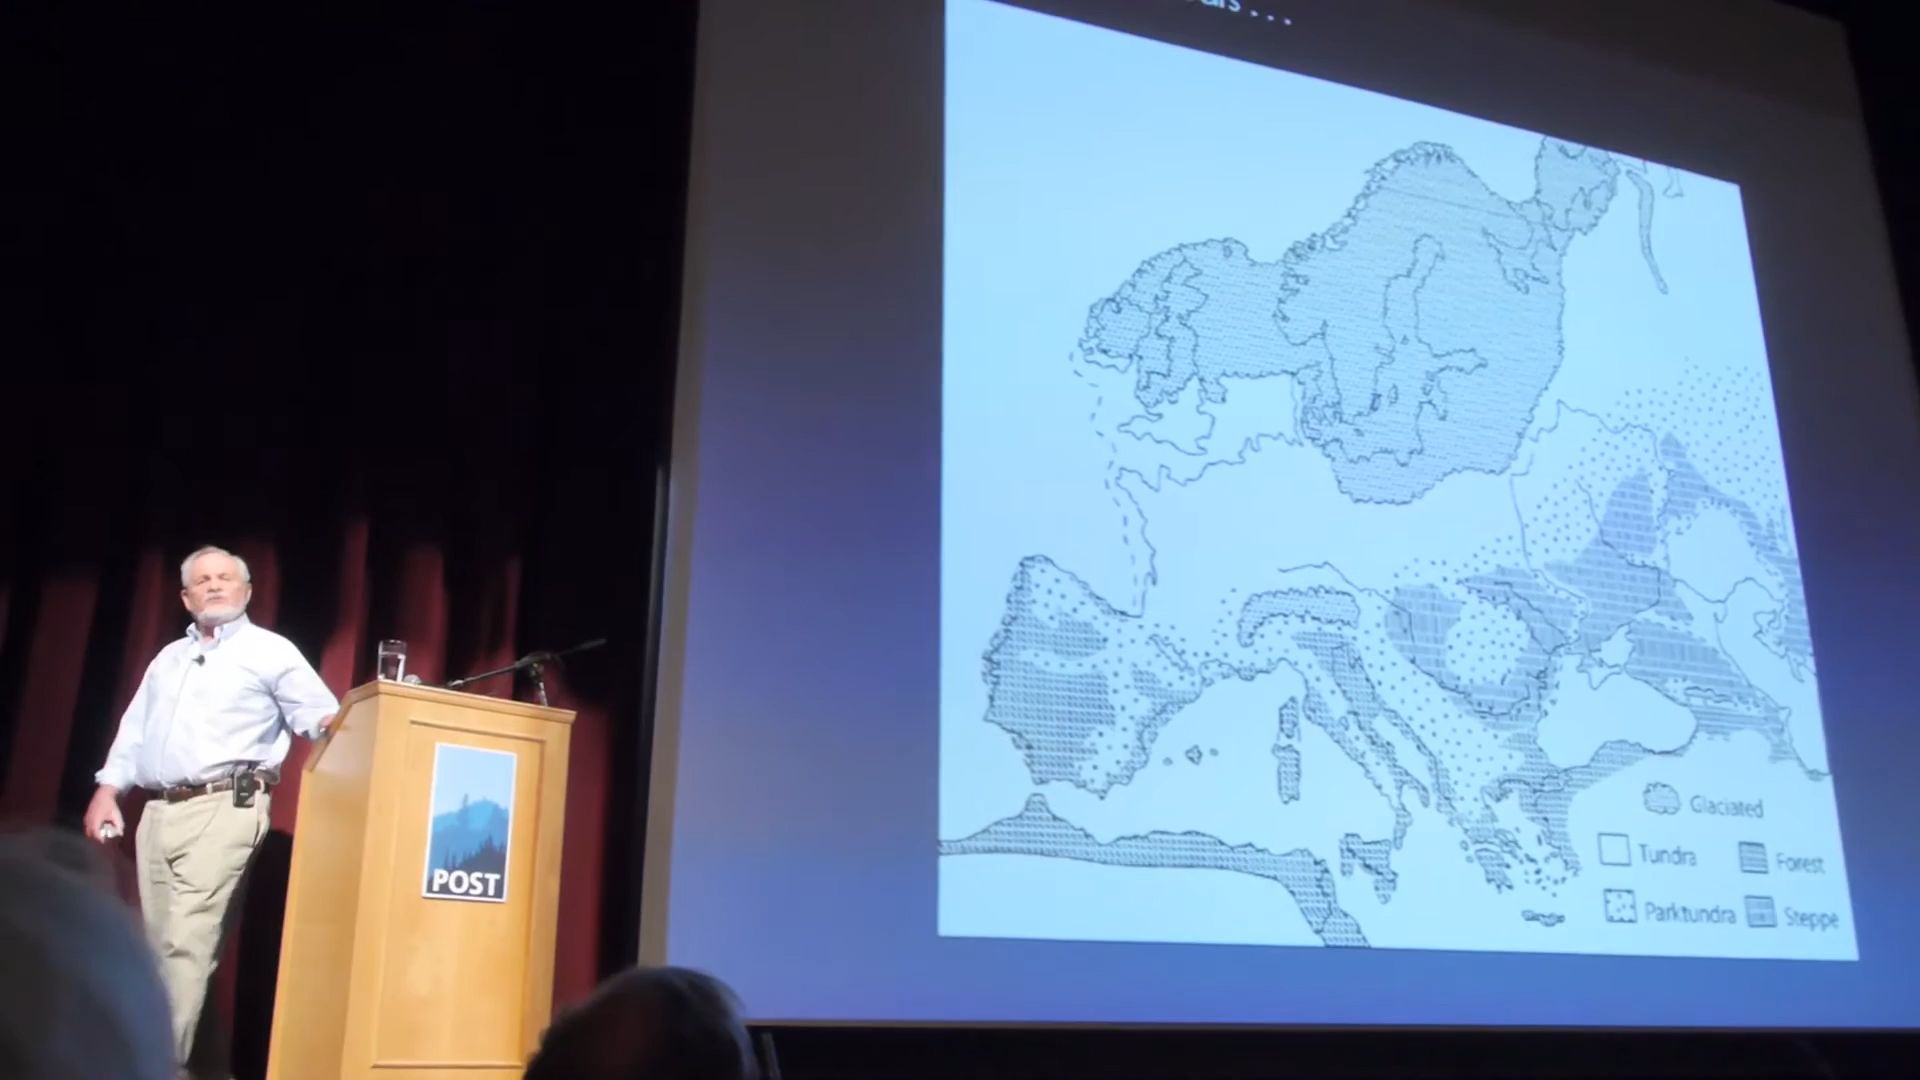 ...
Glaciated
Tundra
Forest
Parktundra
Steppe
POST